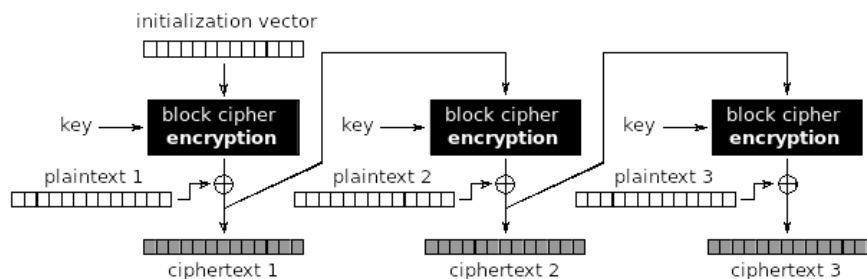 initialization vector
key
block cipher
encryption
key
block cipher
encryption
key
block cipher
encryption
plaintext 1
plaintext 2
plaintext 3
ciphertext 1
ciphertext 2
ciphertext 3